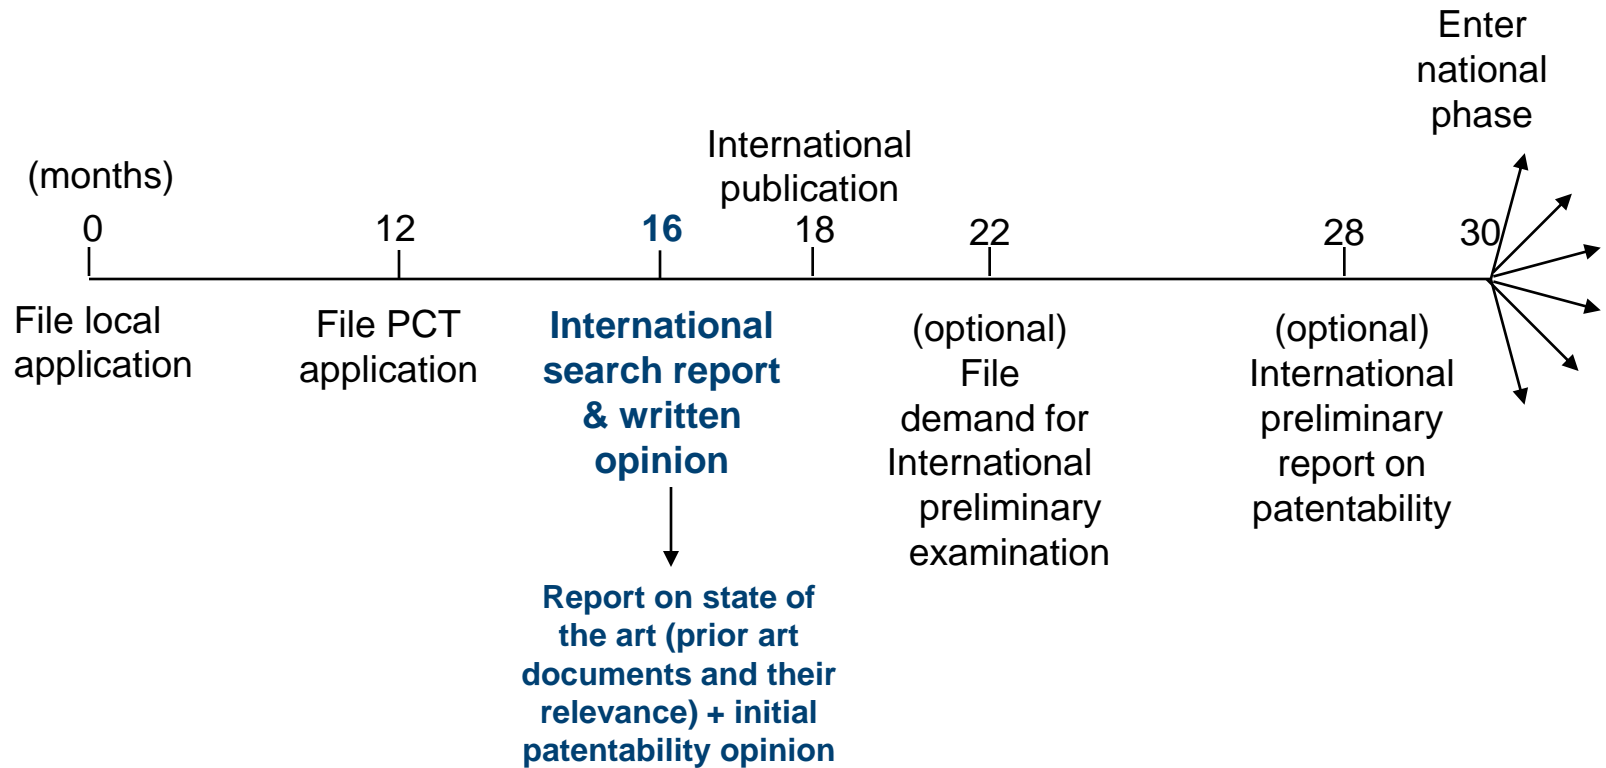 Enter
national
phase
International
publication
(months)
0
12
16
18
22
28
30
File local
application
File PCT
application
International
search report
& written
opinion
(optional)
File
demand for
International
preliminary
examination
(optional)
International
preliminary
report on
patentability
Report on state of
the art (prior art
documents and their
relevance) + initial
patentability opinion